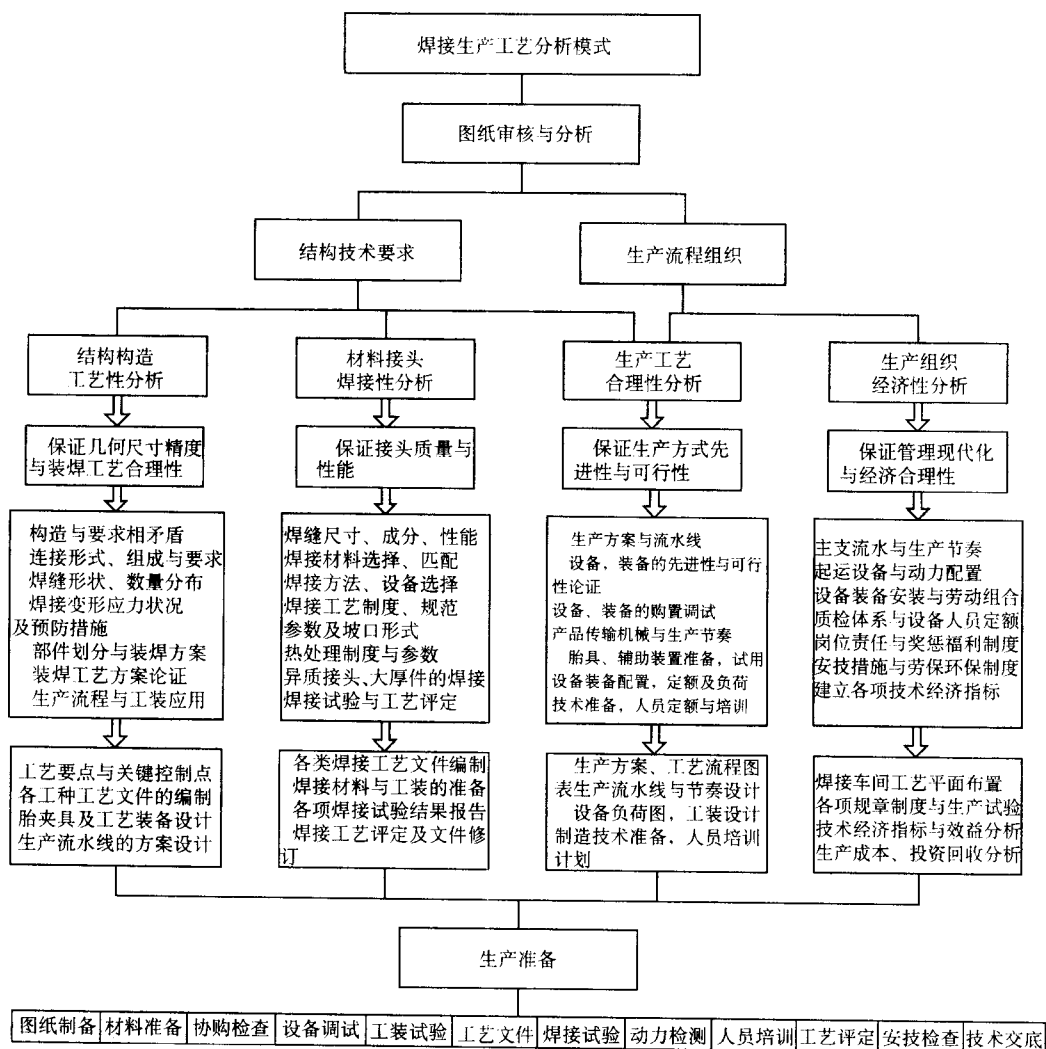 焊接生产工艺分析模式
图纸审核与分析
结构技术要求
生产流程组织
结构构造
工艺性分析
材料接头
焊接性分析
生产工艺
合理性分析
生产组织
经济性分析
保证几何尺寸精度
与装焊工艺合理性
保证接头质量与
性能
保证生产方式先
进性与可行性
保证管理现代化
与经济合理性
构造与要求相矛盾
连接形式、组成与要求
焊缝形状、数量分布
焊接变形应力状况
及预防措施
部件划分与装焊方案
装焊工艺方案论证
生产流程与工装应用
焊缝尺寸、成分、性能
焊接材料选择、匹配
焊接方法、设备选择
焊接工艺制度、规范
参数及坡口形式
热处理制度与参数
异质接头、大厚件的焊接
焊接试验与工艺评定
生产方案与流水线
设备、装备的先进性与可行
性论证
设备、装备的购置调试
产品传输机械与生产节奏
胎具、辅助装置准备,试用
设备装备配置,定额及负荷
技术准备,人员定额与培训
主支流水与生产节奏
起运设备与动力配置
设备装备安装与劳动组合
质检体系与设备人员定额
岗位责任与奖惩福利制度
安技措施与劳保环保制度
建立各项技术经济指标
工艺要点与关键控制点
各工种工艺文件的编制
胎夹具及工艺装备设计
生产流水线的方案设计
各类焊接工艺文件编制
焊接材料与工装的准备
各项焊接试验结果报告
焊接工艺评定及文件修
订
生产方案、工艺流程图
表生产流水线与节奏设计
设备负荷图,工装设计
制造技术准备,人员培训
计划
焊接车间工艺平面布置
各项规章制度与生产试验
技术经济指标与效益分析
生产成本、投资回收分析
生产准备
图纸制备 材料准备 协购检查 设备调试 工装试验 工艺文件 焊接试验 动力检测 人员培训 工艺评定 安技检查 技术交底